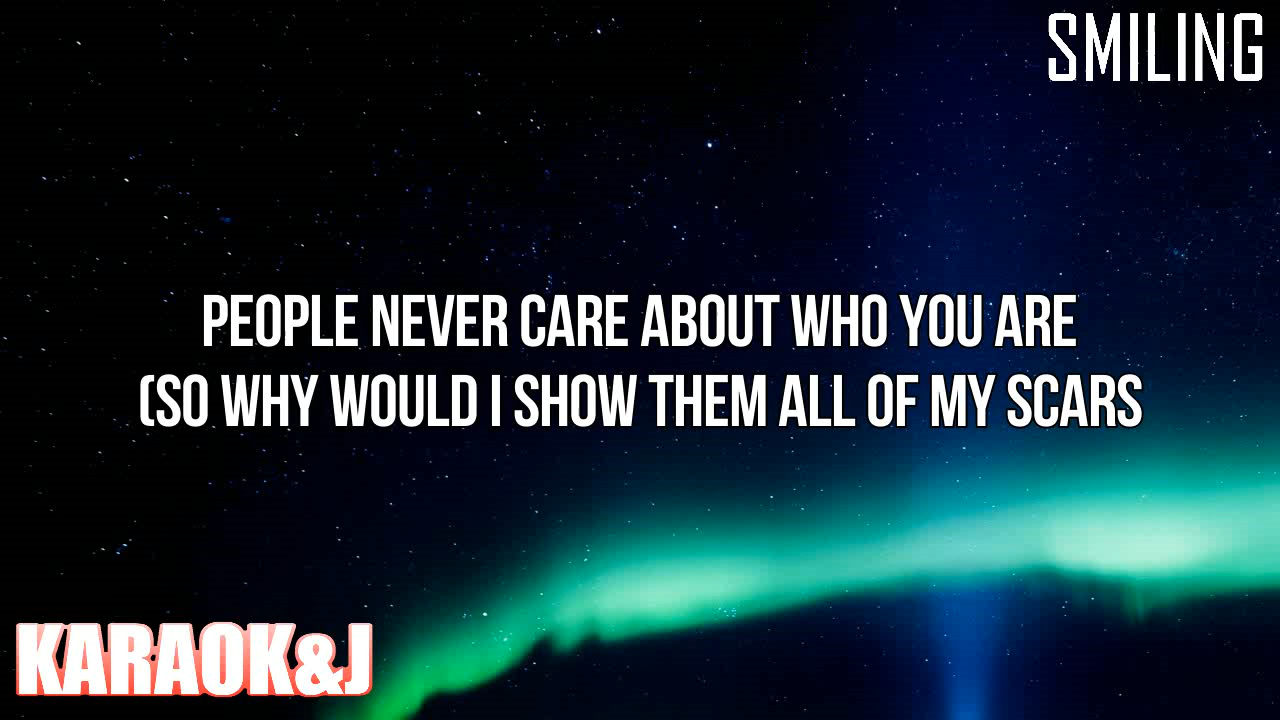 SMILING
PEOPLE NEVER CARE ABOUT WHO YOU ARE
(SO WHY WOULD I SHOW THEM ALL OF MY SCARS
KARAOK&J